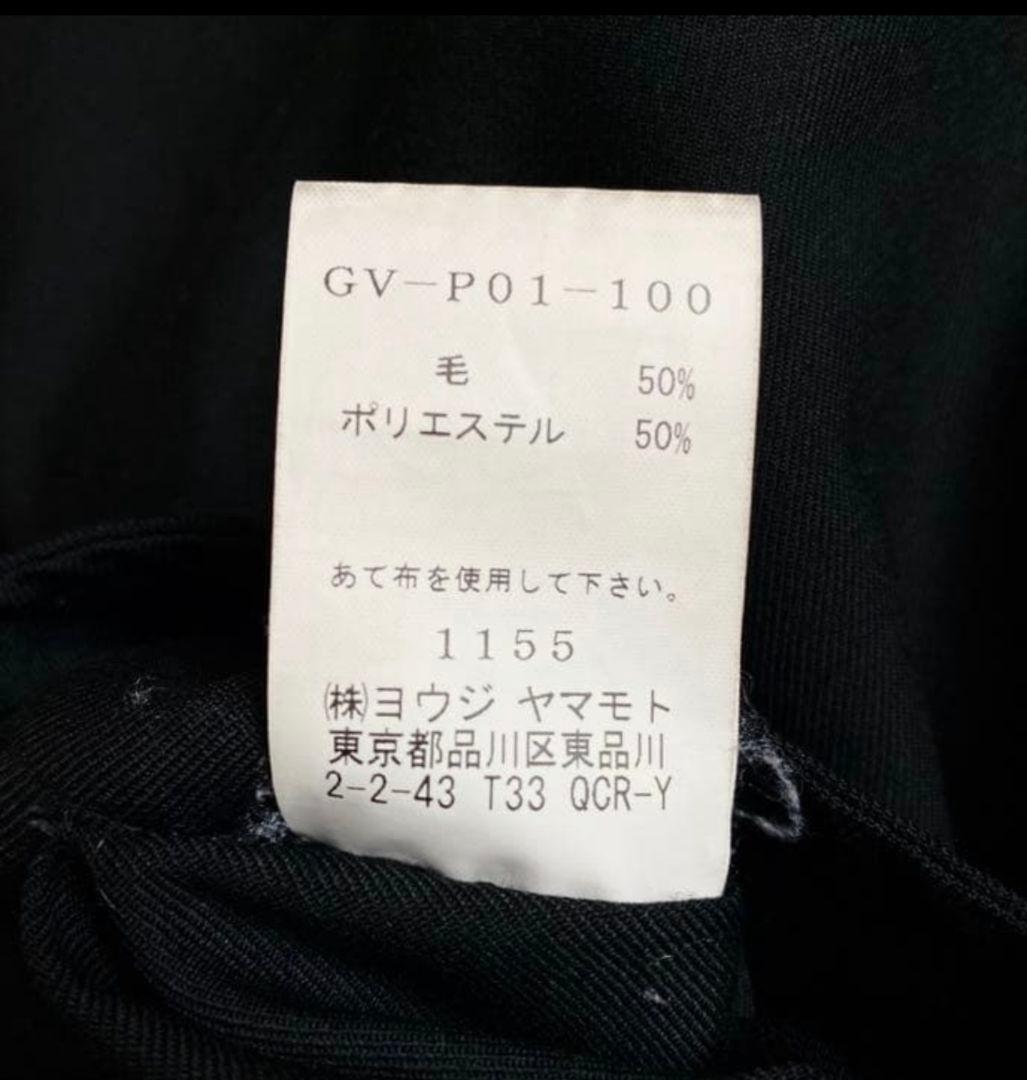 GV-P01-100
毛 50%
ポリエステル 50%
あて布を使用して下さい。
1155
㈱ヨウジ ヤマモト
東京都品川区東品川
2-2-43 T33 QCR-Y